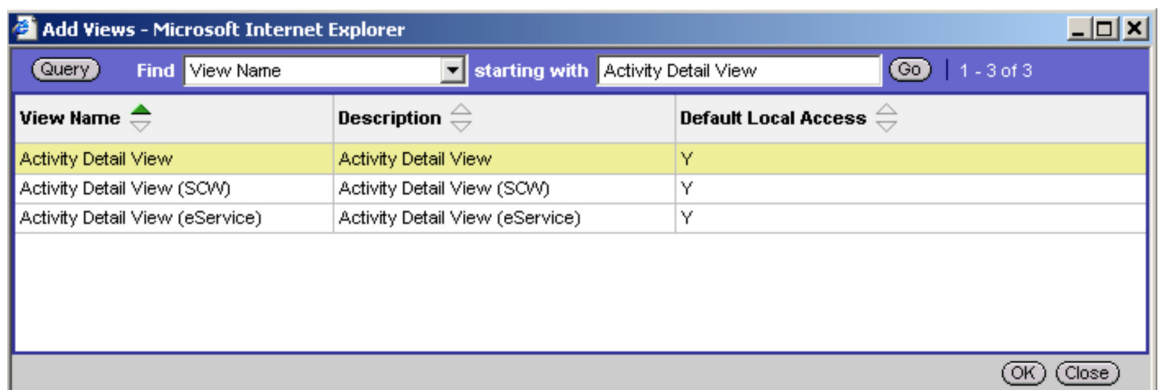 Add Views - Microsoft Internet Explorer
Query Find View Name starting with Activity Detail View Go 1 - 3 of 3
View Name Description Default Local Access
Activity Detail View Activity Detail View Y
Activity Detail View (SCW) Activity Detail View (SCW) Y
Activity Detail View (eService) Activity Detail View (eService) Y
OK Close